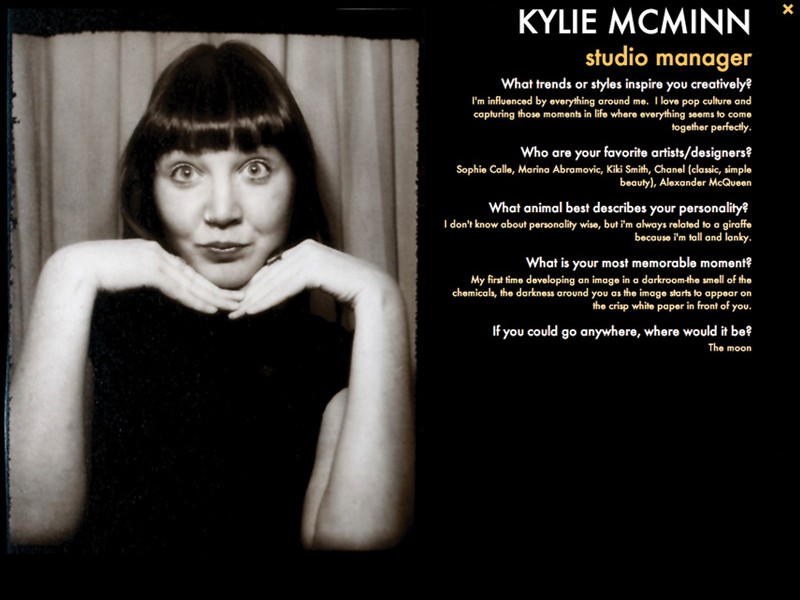 KYLIE MCMINN
studio manager
What trends or styles inspire you creatively?
I'm influenced by everything around me.  I love pop culture and
capturing those moments in life where everything seems to come
together perfectly.
Who are your favorite artists/designers?
Sophie Calle, Marina Abramovic, Kiki Smith, Chanel (classic, simple
beauty), Alexander McQueen
What animal best describes your personality?
I don't know about personality wise, but i'm always related to a giraffe
because i'm tall and lanky.
What is your most memorable moment?
My first time developing an image in a darkroom-the smell of the
chemicals, the darkness around you as the image starts to appear on
the crisp white paper in front of you.
If you could go anywhere, where would it be?
The moon